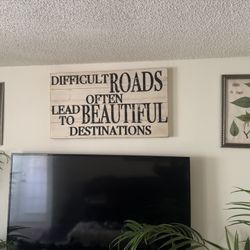 DIFFICULT ROADS
OFTEN
LEAD TO BEAUTIFUL
DESTINATIONS